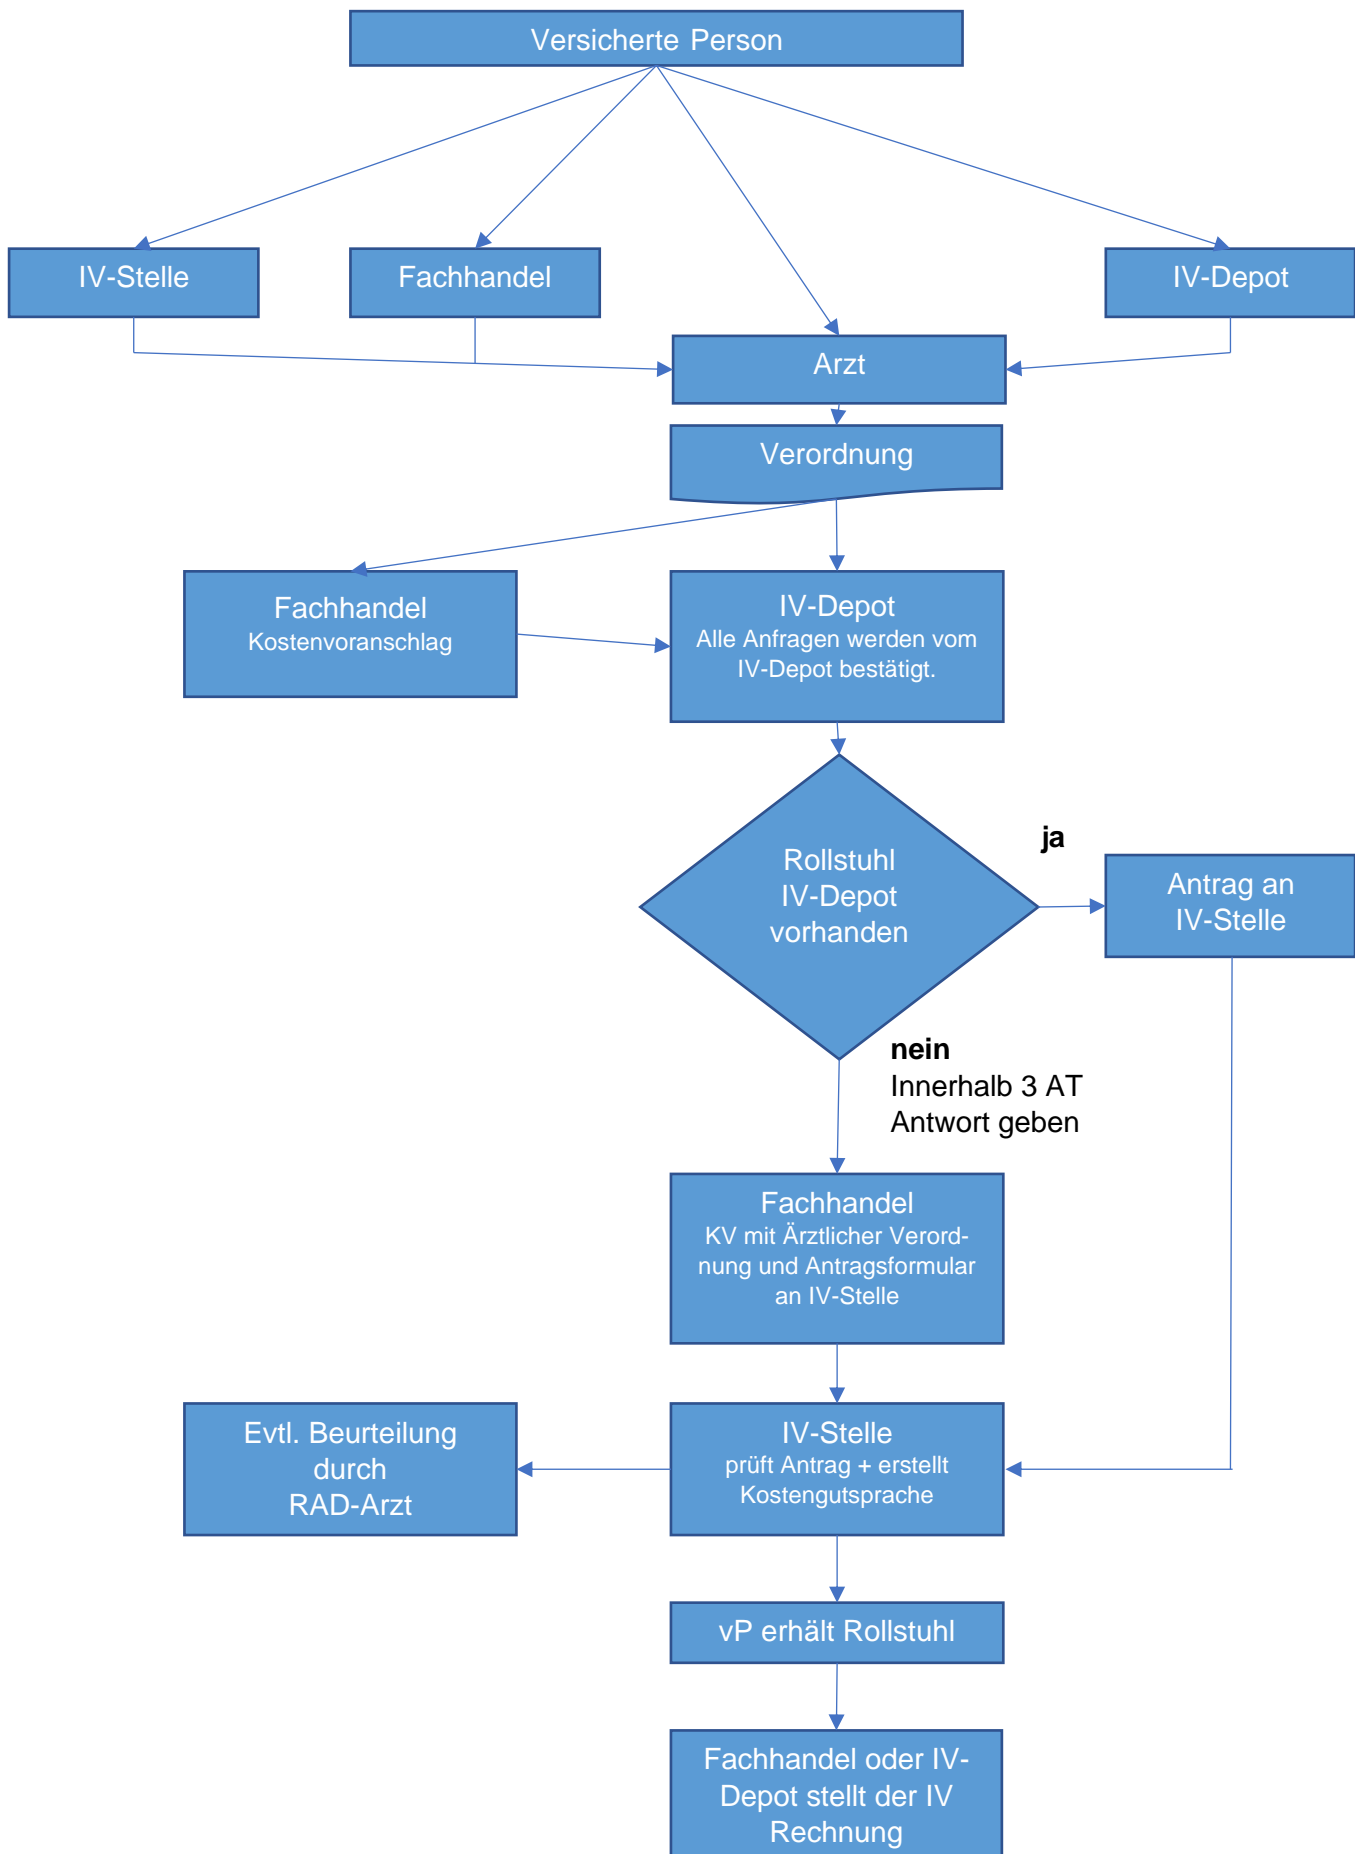 Versicherte Person
IV-Stelle
Fachhandel
IV-Depot
Arzt
Verordnung
Fachhandel
Kostenvoranschlag
IV-Depot
Alle Anfragen werden vom
IV-Depot bestätigt.
Rollstuhl
IV-Depot
vorhanden
ja
Antrag an
IV-Stelle
nein
Innerhalb 3 AT
Antwort geben
Fachhandel
KV mit Ärztlicher Verord-
nung und Antragsformular
an IV-Stelle
Evtl. Beurteilung
durch
RAD-Arzt
IV-Stelle
prüft Antrag + erstellt
Kostengutsprache
vP erhält Rollstuhl
Fachhandel oder IV-
Depot stellt der IV
Rechnung